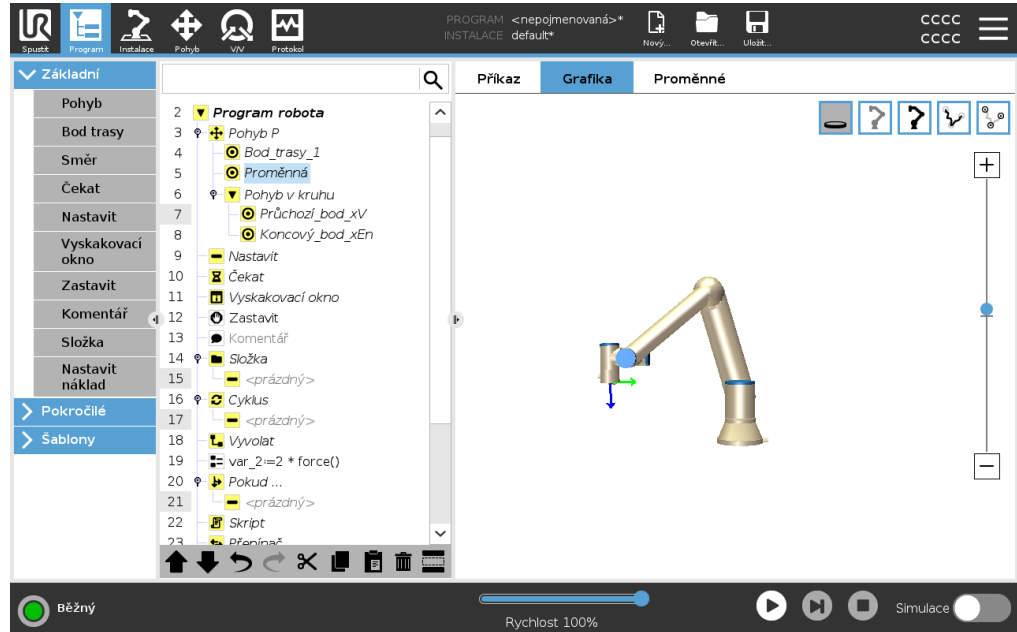 PROGRAM <nepojmenovaná>*
INSTALACE default*
CCCC
CCCC
Spustit
Program
Instalace
Pohyb
V/V
Protokol
Nový...
Otevřít...
Uložit...
Základní
Pohyb
Bod trasy
Směr
Čekat
Nastavit
Vyskakovací
okno
Zastavit
Komentář
Složka
Nastavit
náklad
Pokročilé
Šablony
2 Program robota
3 Pohyb P
4 Bod_trasy_1
5 Proměnná
6 Pohyb v kruhu
7 Průchozí_bod_xV
8 Koncový_bod_xEn
9 Nastavit
10 Čekat
11 Vyskakovací okno
12 Zastavit
13 Komentář
14 Složka
15 <prázdný>
16 Cyklus
17 <prázdný>
18 Vyvolat
19 var_2:=2 * force()
20 Pokud ...
21 <prázdný>
22 Skript
23 Přepínač
Příkaz
Grafika
Proměnné
Běžný
Rychlost 100%
Simulace